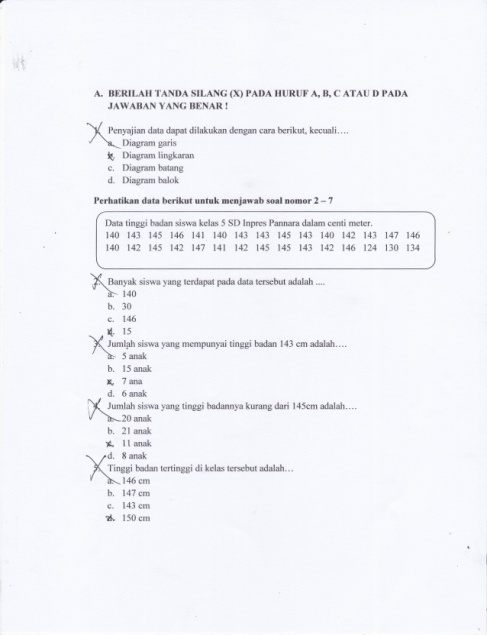 A. BERILAH TANDA SILANG (X) PADA HURUF A, B, C ATAU D PADA
JAWABAN YANG BENAR !
Penyajian data dapat dilakukan dengan cara berikut, kecuali….
a. Diagram garis
Diagram lingkaran
c. Diagram batang
d. Diagram balok
Perhatikan data berikut untuk menjawab soal nomor 2 – 7
Data tinggi badan siswa kelas 5 SD Inpres Pannara dalam centi meter.
140 143 145 146 141 140 143 143 145 143 140 142 143 147 146
140 142 145 142 147 141 142 145 145 143 142 146 124 130 134
Banyak siswa yang terdapat pada data tersebut adalah ....
a. 140
b. 30
c. 146
15
Jumlah siswa yang mempunyai tinggi badan 143 cm adalah….
a. 5 anak
b. 15 anak
7 ana
d. 6 anak
Jumlah siswa yang tinggi badannya kurang dari 145cm adalah….
a. 20 anak
b. 21 anak
11 anak
d. 8 anak
Tinggi badan tertinggi di kelas tersebut adalah…
a. 146 cm
b. 147 cm
c. 143 cm
150 cm